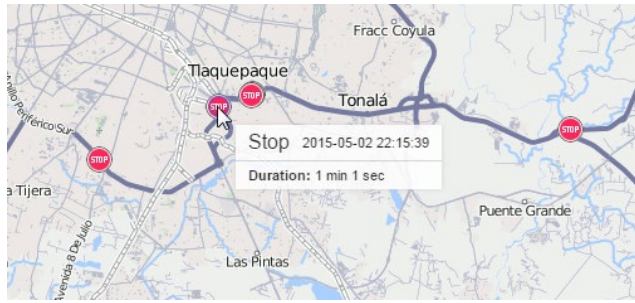 Fracc Coyula
Tlaquepaque
STOP
STOP
Tonalá
Anillo Periférico Sur
STOP
STOP
Stop 2015-05-02 22:15:39
Duration: 1 min 1 sec
a Tijera
Puente Grande
Avenida 8 De Julio
Las Pintas